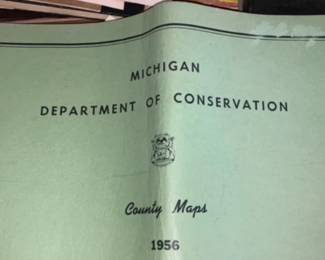 MICHIGAN
DEPARTMENT OF CONSERVATION
County Maps
1956